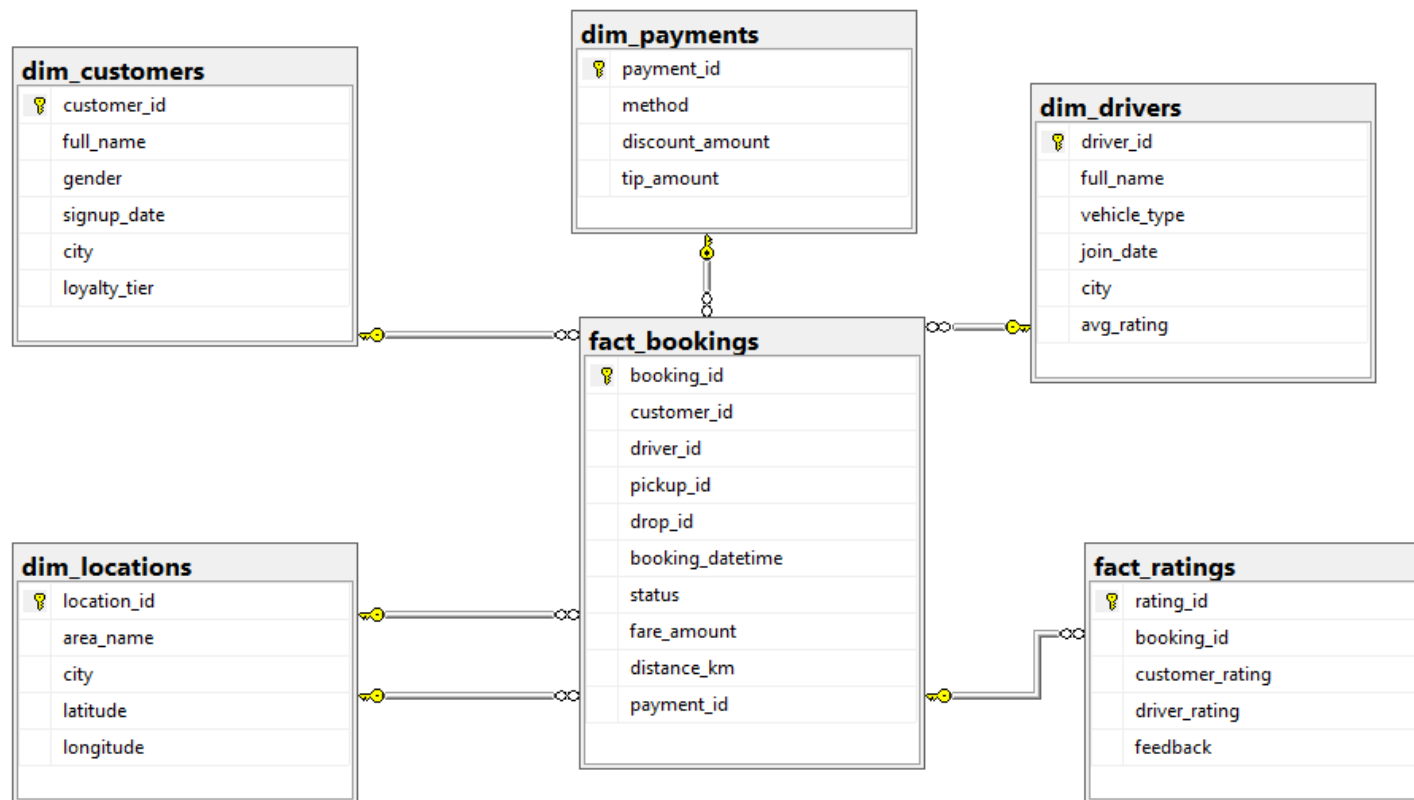 dim_customers
customer_id
full_name
gender
signup_date
city
loyalty_tier
dim_payments
payment_id
method
discount_amount
tip_amount
dim_drivers
driver_id
full_name
vehicle_type
join_date
city
avg_rating
fact_bookings
booking_id
customer_id
driver_id
pickup_id
drop_id
booking_datetime
status
fare_amount
distance_km
payment_id
dim_locations
location_id
area_name
city
latitude
longitude
fact_ratings
rating_id
booking_id
customer_rating
driver_rating
feedback